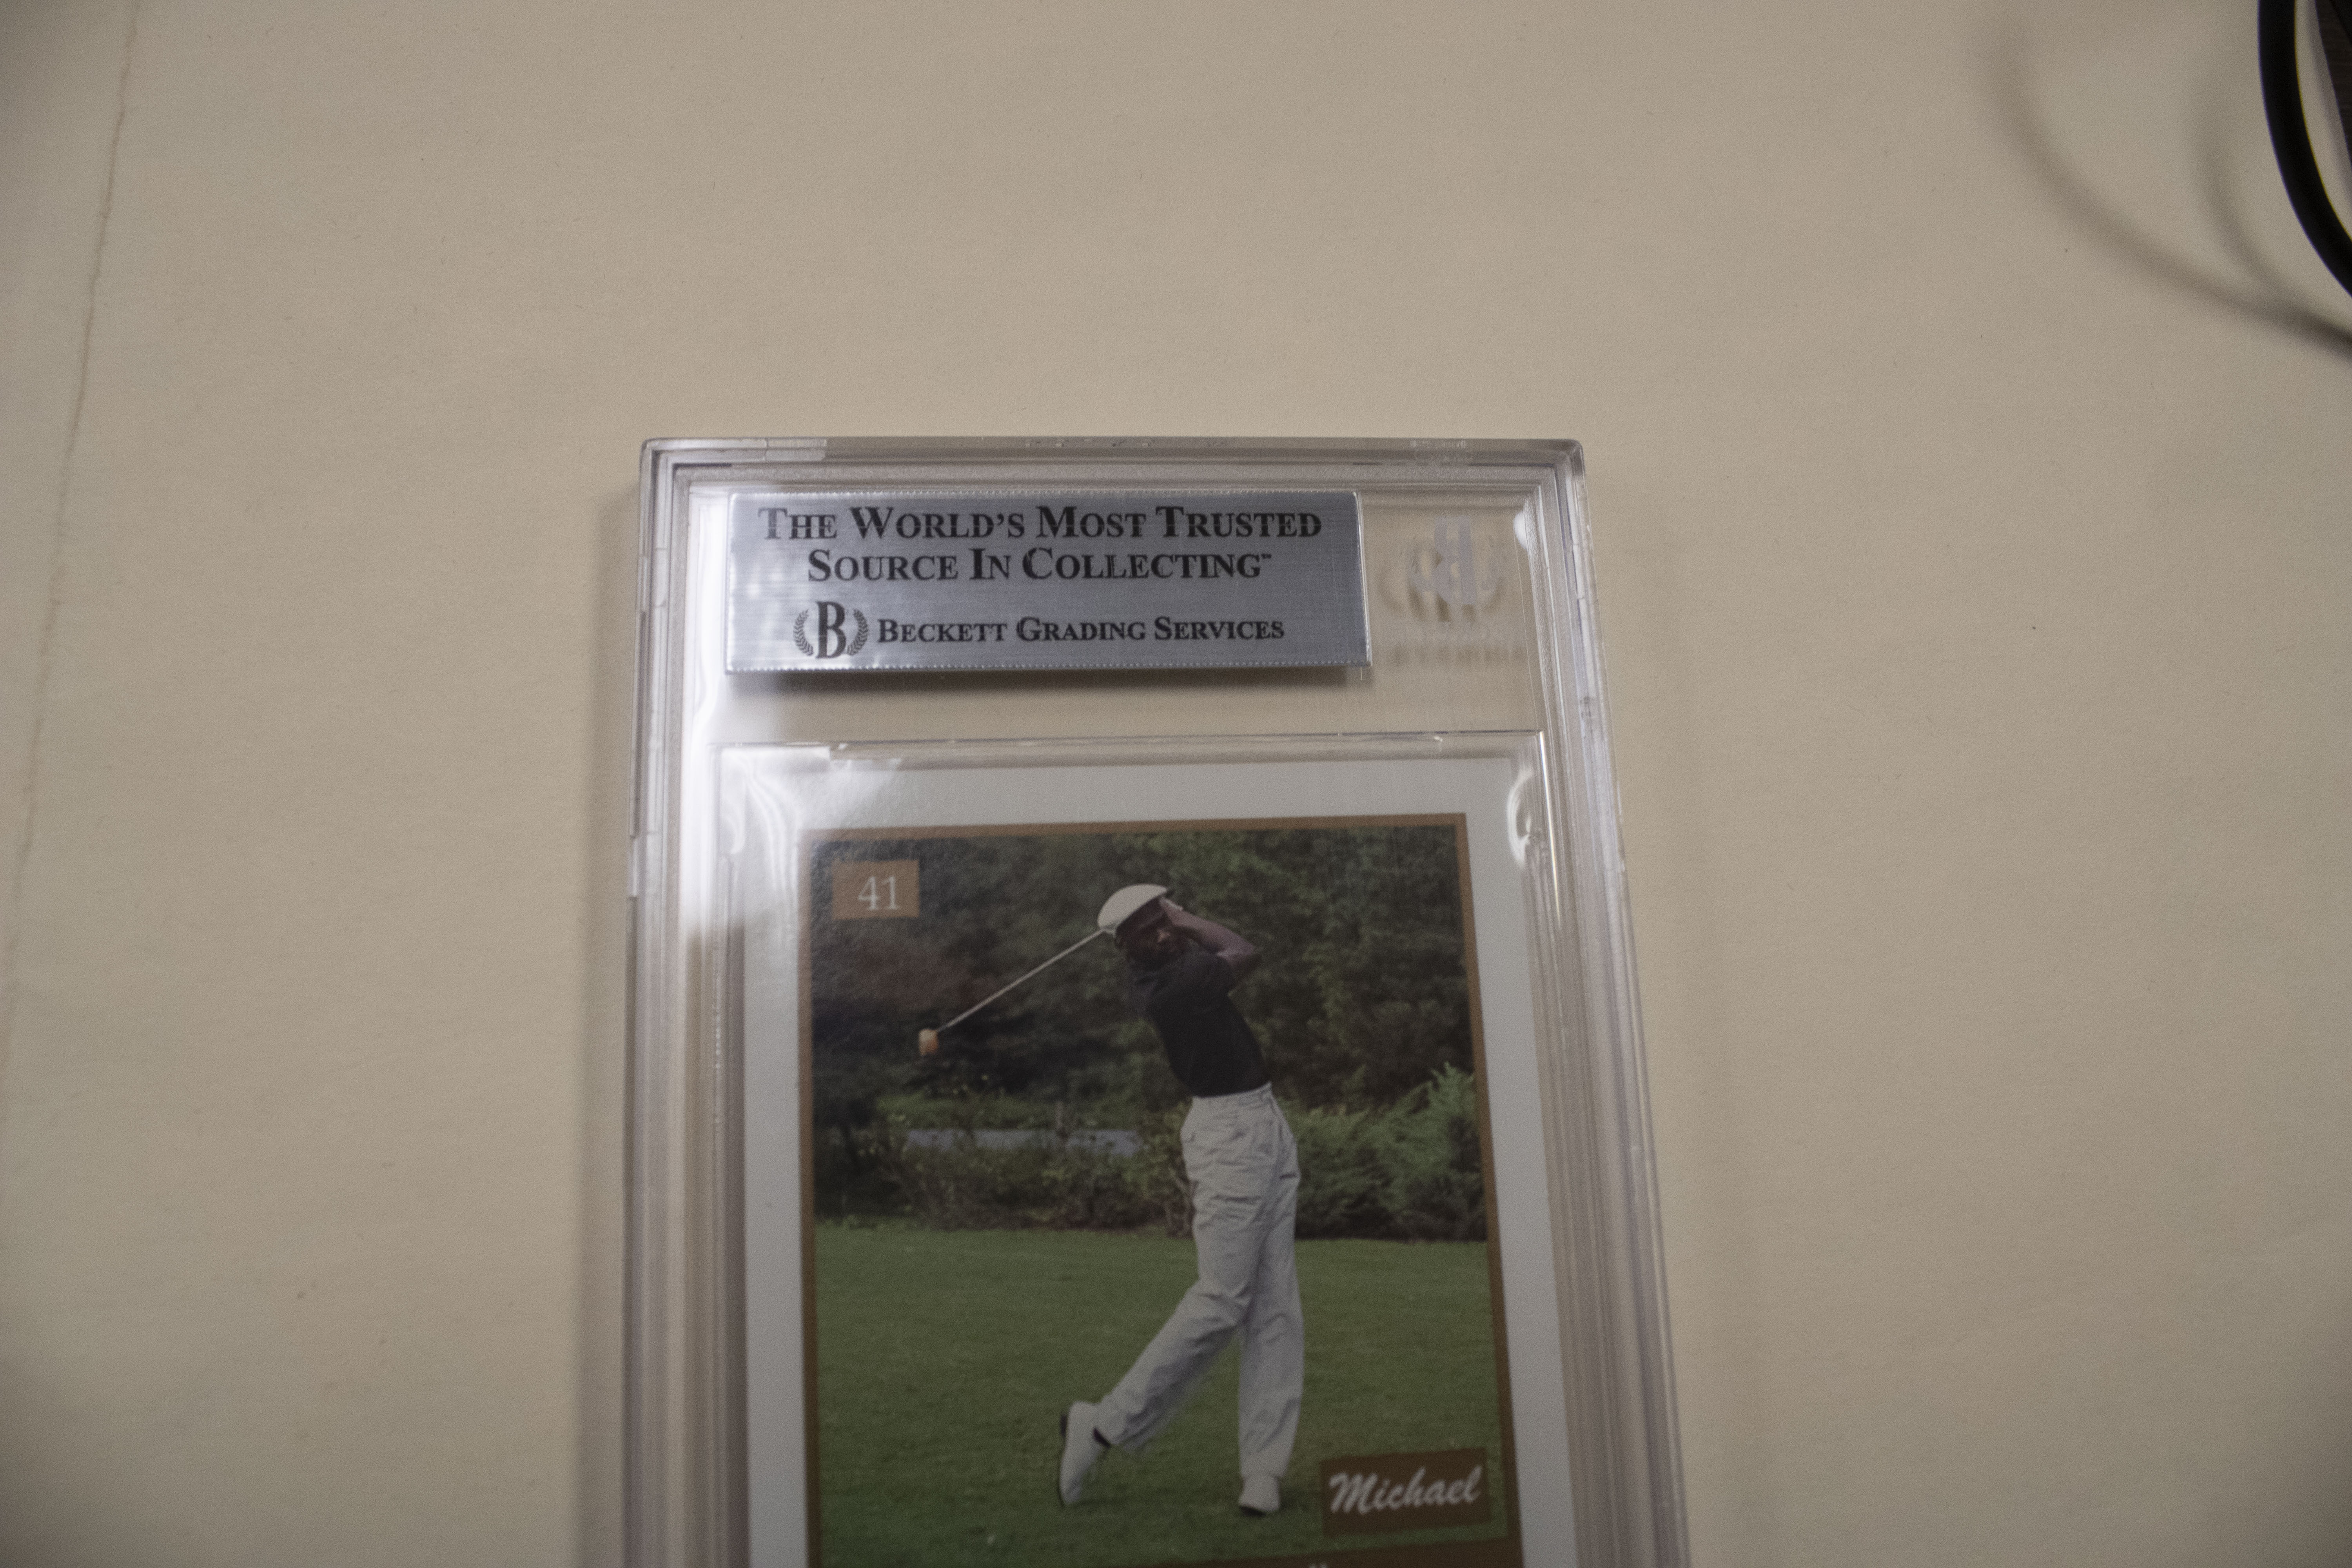 THE WORLD'S MOST TRUSTED
SOURCE IN COLLECTING™
B BECKETT GRADING SERVICES
B
41
Michael